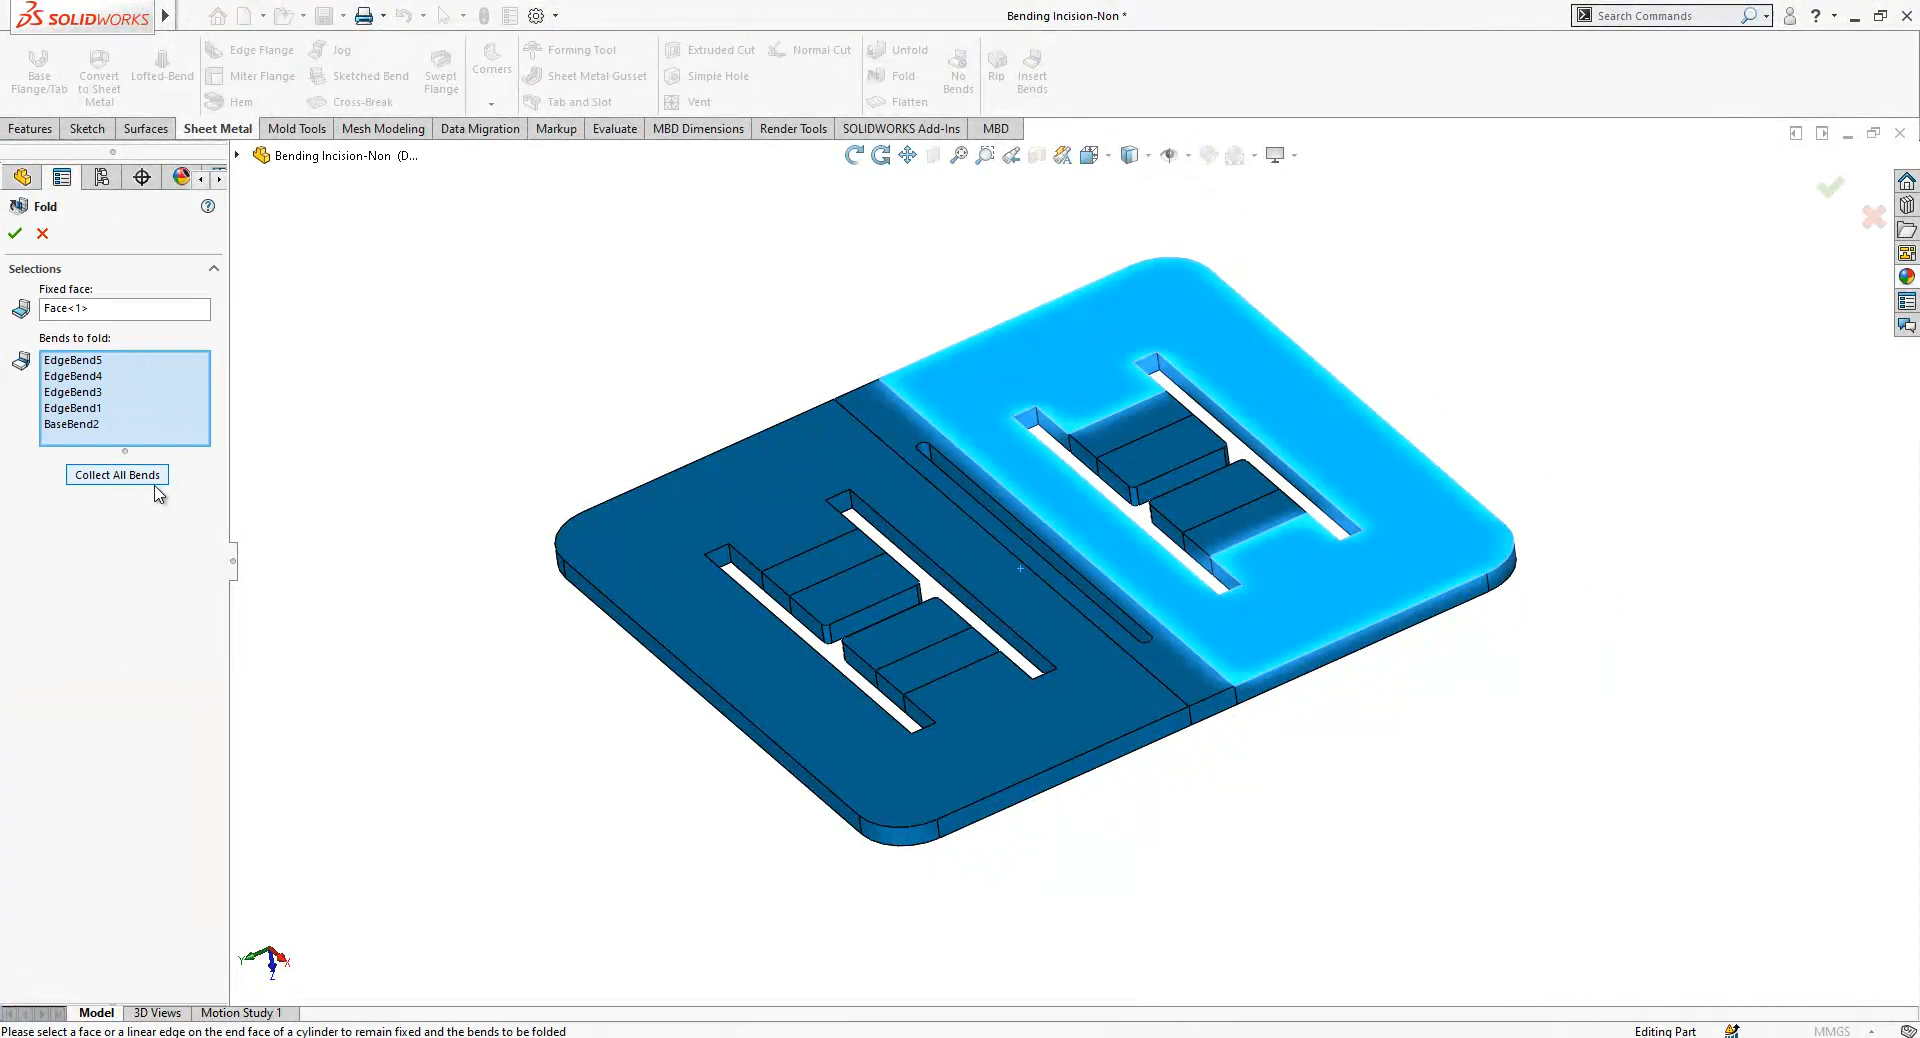 SOLIDWORKS
Bending Incision-Non *
Search Commands
Base Flange/Tab
Convert to Sheet Metal
Lofted-Bend
Edge Flange
Miter Flange
Hem
Jog
Sketched Bend
Cross-Break
Swept Flange
Corners
Forming Tool
Sheet Metal Gusset
Tab and Slot
Extruded Cut
Simple Hole
Vent
Normal Cut
Unfold
Fold
Flatten
No Bends
Rip
Insert Bends
Features Sketch Surfaces Sheet Metal Mold Tools Mesh Modeling Data Migration Markup Evaluate MBD Dimensions Render Tools SOLIDWORKS Add-Ins MBD
Bending Incision-Non (D...
Fold
Selections
Fixed face:
Face<1>
Bends to fold:
EdgeBend5
EdgeBend4
EdgeBend3
EdgeBend1
BaseBend2
Collect All Bends
Y X
Z
Model 3D Views Motion Study 1
Please select a face or a linear edge on the end face of a cylinder to remain fixed and the bends to be folded
Editing Part
MMGS